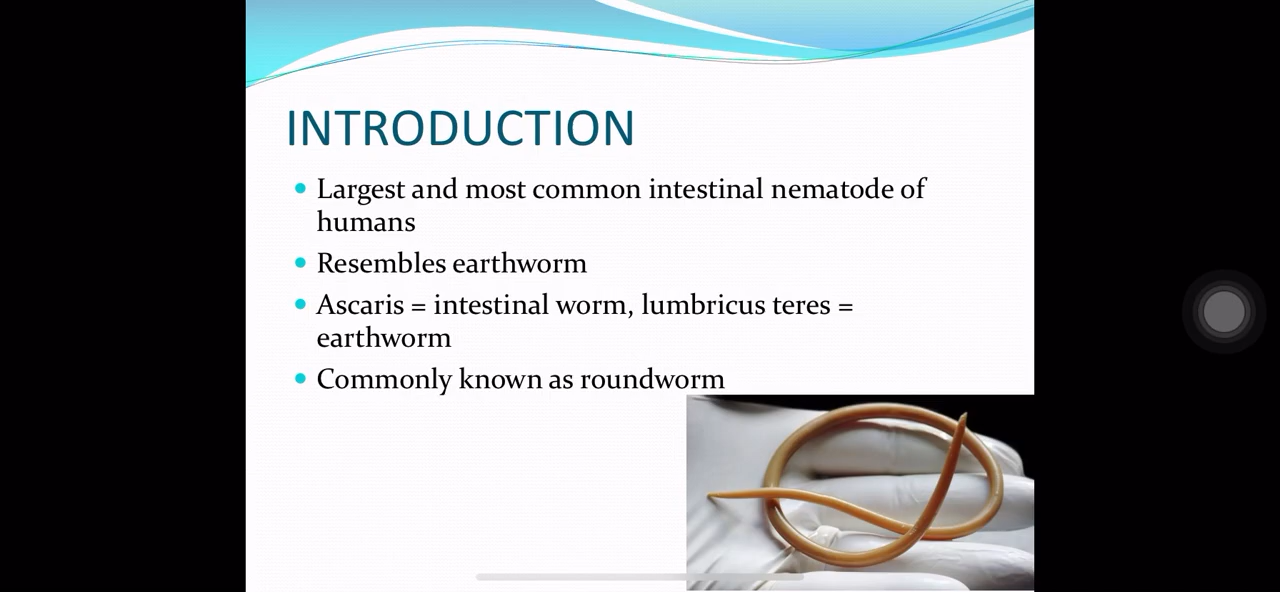 INTRODUCTION
Largest and most common intestinal nematode of
humans
Resembles earthworm
Ascaris = intestinal worm, lumbricus teres =
earthworm
Commonly known as roundworm